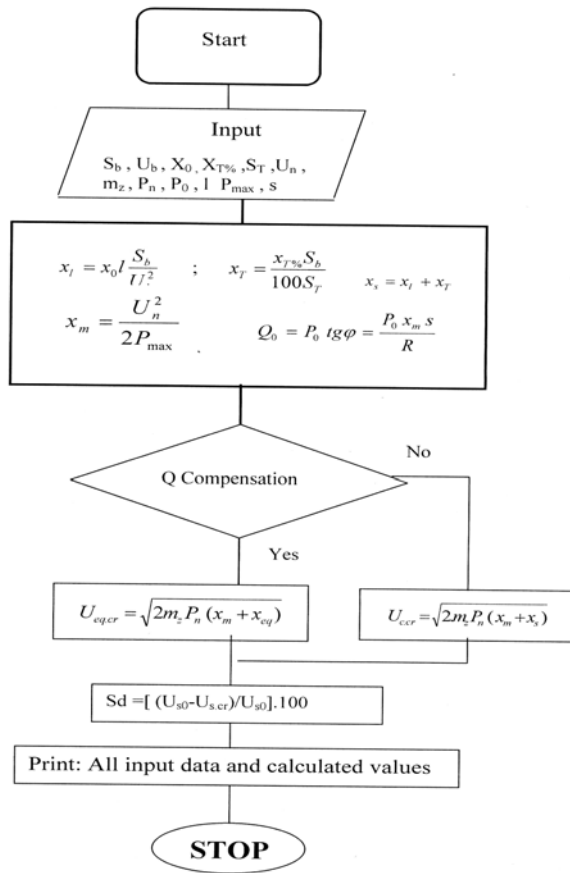 Start
Input
S_b , U_b , X_0 , X_T% , S_T , U_n ,
m_z , P_n , P_0 , l P_max , s
x_l = x_0 l S_b / U_.^2 ; x_T = x_T% S_b / 100 S_T x_s = x_l + x_T
x_m = U_n^2 / 2P_max Q_0 = P_0 tgφ = P_0 x_m s / R
Q Compensation
No
Yes
U_eq.cr = √2m_z P_n (x_m + x_eq)
U_c.cr = √2m_z P_n (x_m + x_s)
Sd =[ (U_s0-U_s.cr)/U_s0].100
Print: All input data and calculated values
STOP